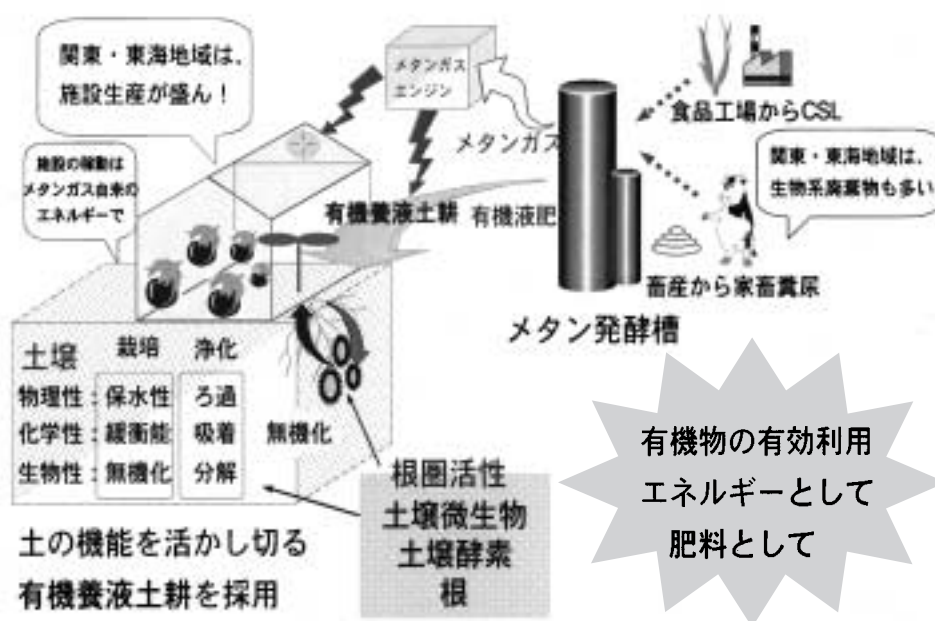 関東・東海地域は、
施設生産が盛ん！
施設の稼動は
メタンガス由来の
エネルギーで
メタンガス
エンジン
メタンガス
食品工場からCSL
関東・東海地域は、
生物系廃棄物も多い
有機養液土耕
有機液肥
畜産から家畜糞尿
メタン発酵槽
土壌 栽培 浄化
物理性：保水性 ろ過
化学性：緩衝能 吸着 無機化
生物性：無機化 分解
根圏活性
土壌微生物
土壌酵素
根
土の機能を活かし切る
有機養液土耕を採用
有機物の有効利用
エネルギーとして
肥料として